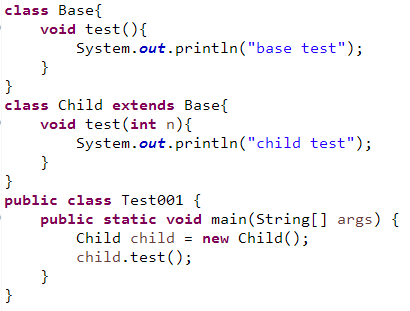 class Base{
    void test(){
        System.out.println("base test");
    }
}
class Child extends Base{
    void test(int n){
        System.out.println("child test");
    }
}
public class Test001 {
    public static void main(String[] args) {
        Child child = new Child();
        child.test();
    }
}